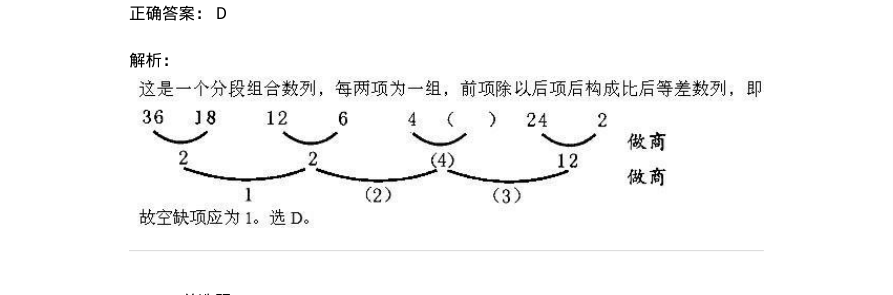 正确答案： D
解析：
这是一个分段组合数列，每两项为一组，前项除以后项后构成比后等差数列，即
36 18 12 6 4 （ ） 24 2 做商
2 2 (4) 12 做商
1 (2) (3)
故空缺项应为 1。选 D。